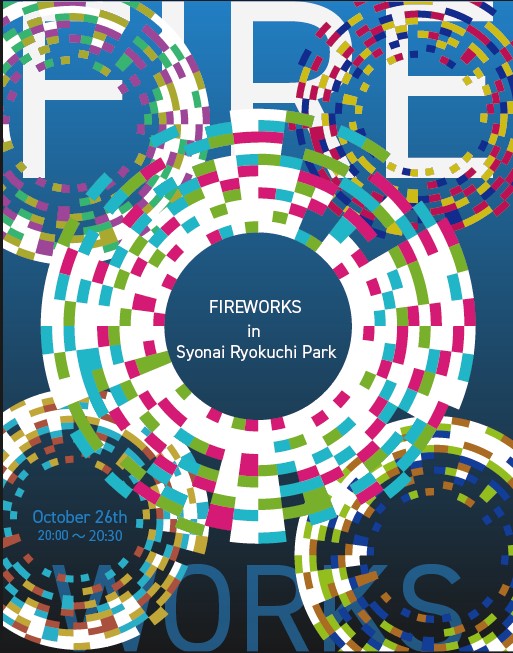 FIRE
FIREWORKS
in
Syonai Ryokuchi Park
October 26th
20:00 ～ 20:30
WORKS